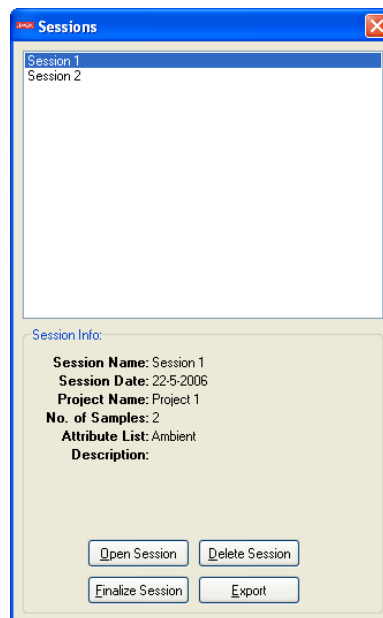 Sessions
Session 1
Session 2
Session Info:
Session Name: Session 1
Session Date: 22-5-2006
Project Name: Project 1
No. of Samples: 2
Attribute List: Ambient
Description:
Open Session Delete Session
Finalize Session Export